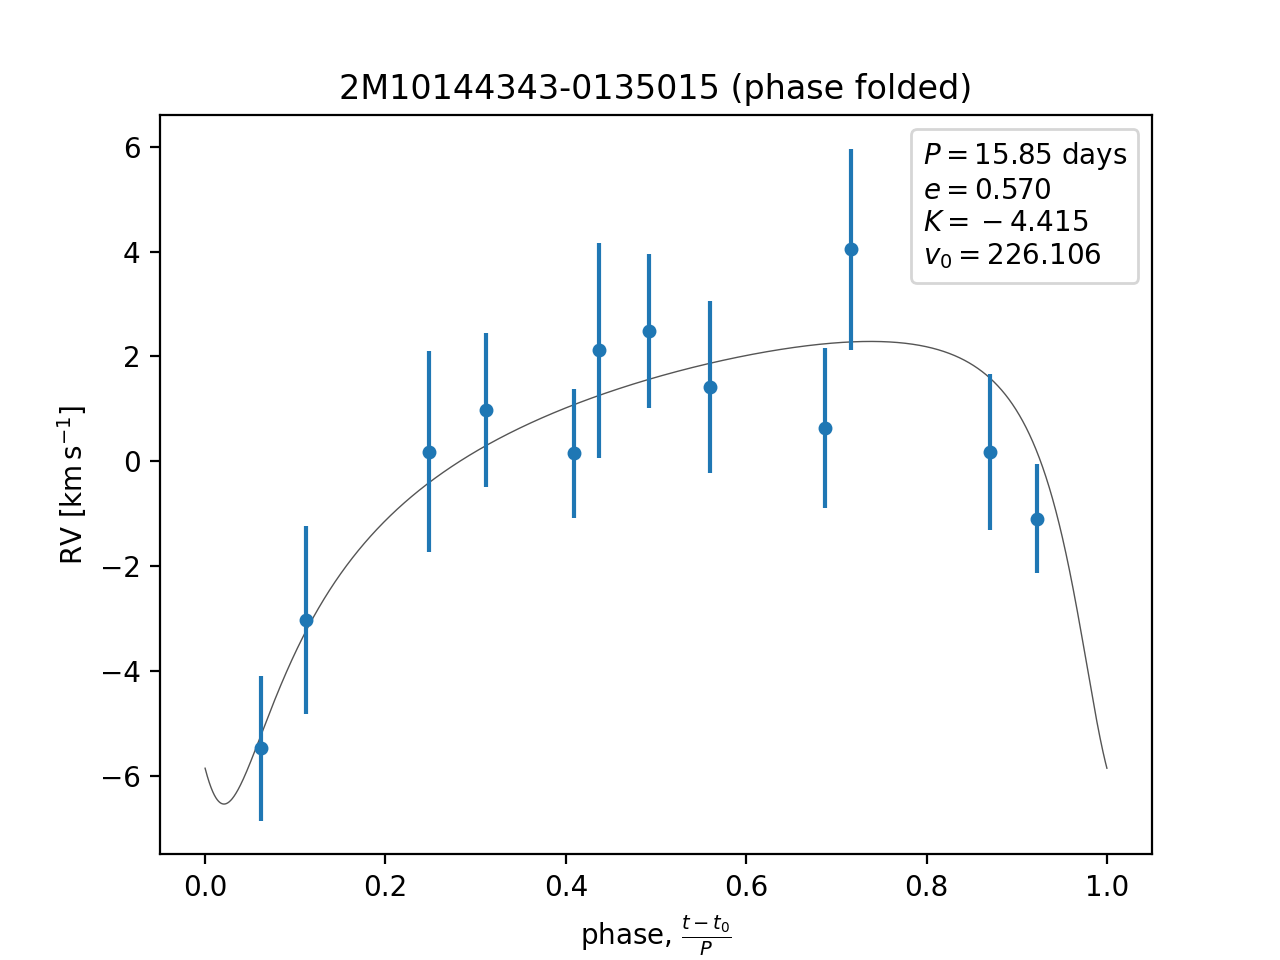 2M10144343-0135015 (phase folded)
P = 15.85 days
e = 0.570
K = −4.415
v₀ = 226.106
RV [km s⁻¹]
6
4
2
0
−2
−4
−6
0.0 0.2 0.4 0.6 0.8 1.0
phase, (t − t₀)/P